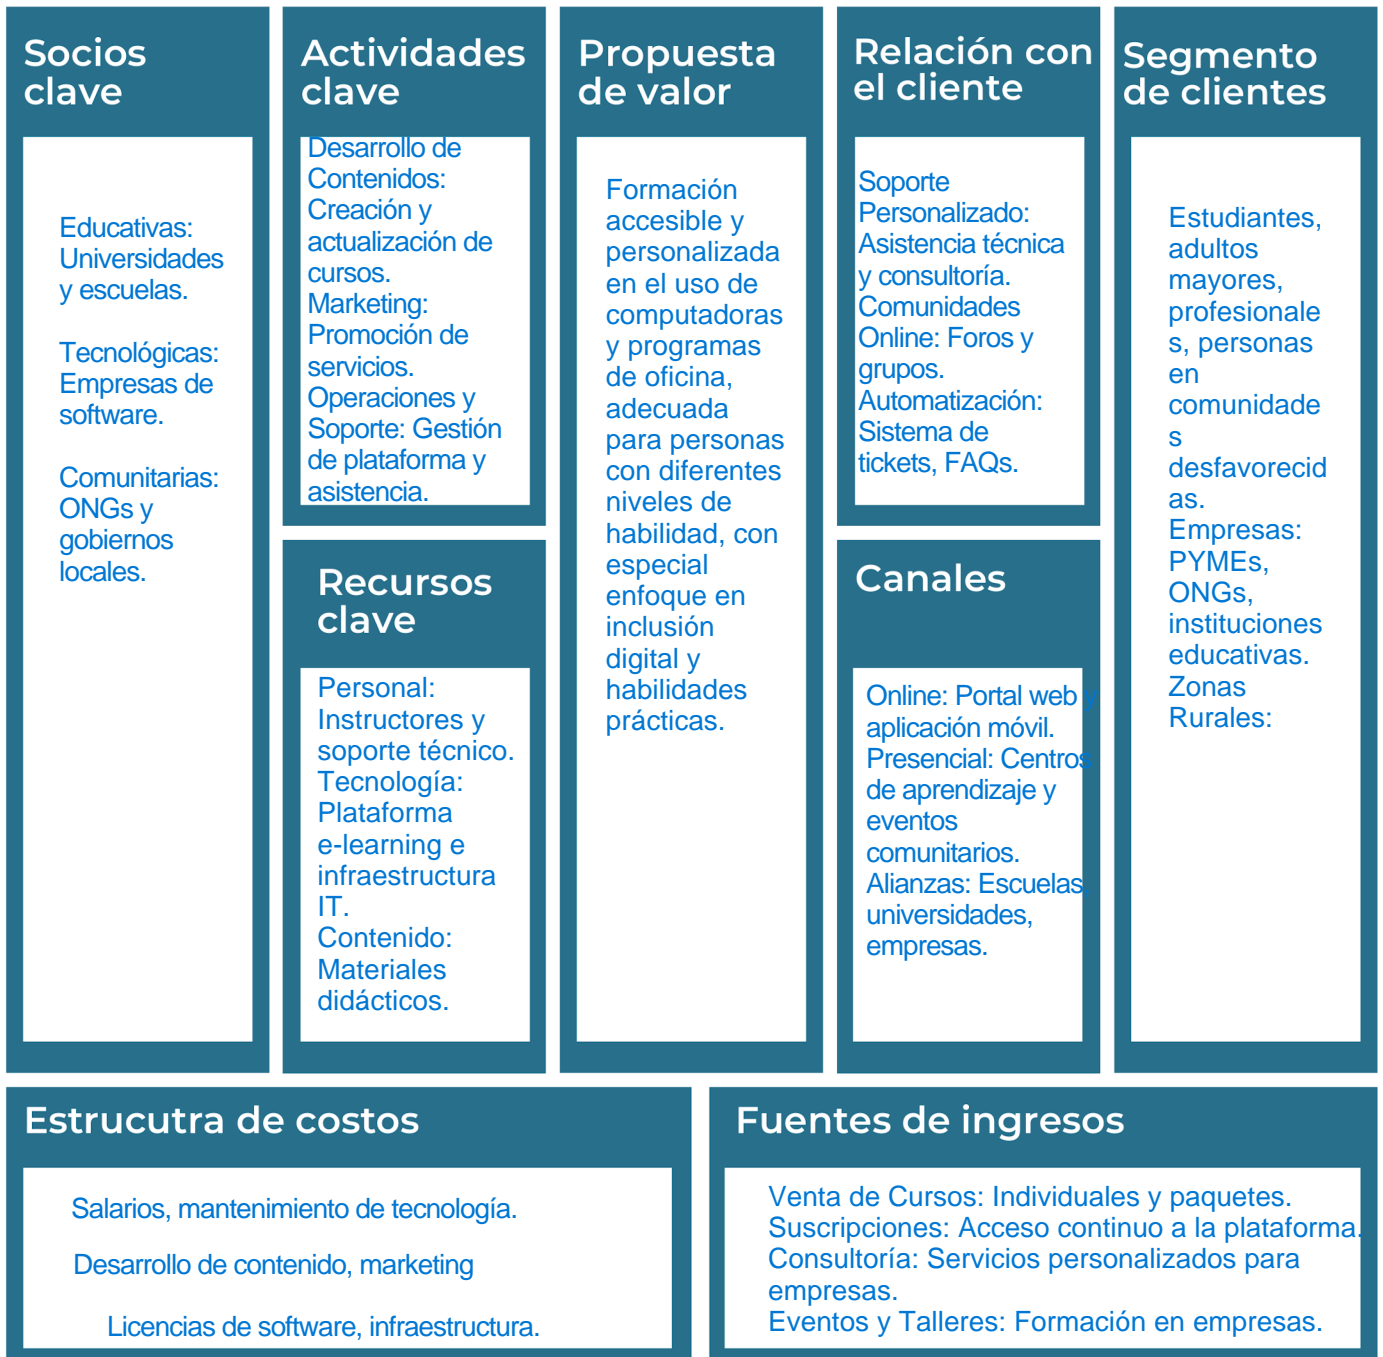 Socios
clave
Educativas:
Universidades
y escuelas.
Tecnológicas:
Empresas de
software.
Comunitarias:
ONGs y
gobiernos
locales.
Actividades
clave
Desarrollo de
Contenidos:
Creación y
actualización de
cursos.
Marketing:
Promoción de
servicios.
Operaciones y
Soporte: Gestión
de plataforma y
asistencia.
Recursos
clave
Personal:
Instructores y
soporte técnico.
Tecnología:
Plataforma
e-learning e
infraestructura
IT.
Contenido:
Materiales
didácticos.
Propuesta
de valor
Formación
accesible y
personalizada
en el uso de
computadoras
y programas
de oficina,
adecuada
para personas
con diferentes
niveles de
habilidad, con
especial
enfoque en
inclusión
digital y
habilidades
prácticas.
Relación con
el cliente
Soporte
Personalizado:
Asistencia técnica
y consultoría.
Comunidades
Online: Foros y
grupos.
Automatización:
Sistema de
tickets, FAQs.
Canales
Online: Portal web y
aplicación móvil.
Presencial: Centros
de aprendizaje y
eventos
comunitarios.
Alianzas: Escuelas,
universidades,
empresas.
Segmento
de clientes
Estudiantes,
adultos
mayores,
profesionale
s, personas
en
comunidade
s
desfavorecid
as.
Empresas:
PYMEs,
ONGs,
instituciones
educativas.
Zonas
Rurales:
Estrucutra de costos
Salarios, mantenimiento de tecnología.
Desarrollo de contenido, marketing
Licencias de software, infraestructura.
Fuentes de ingresos
Venta de Cursos: Individuales y paquetes.
Suscripciones: Acceso continuo a la plataforma.
Consultoría: Servicios personalizados para
empresas.
Eventos y Talleres: Formación en empresas.